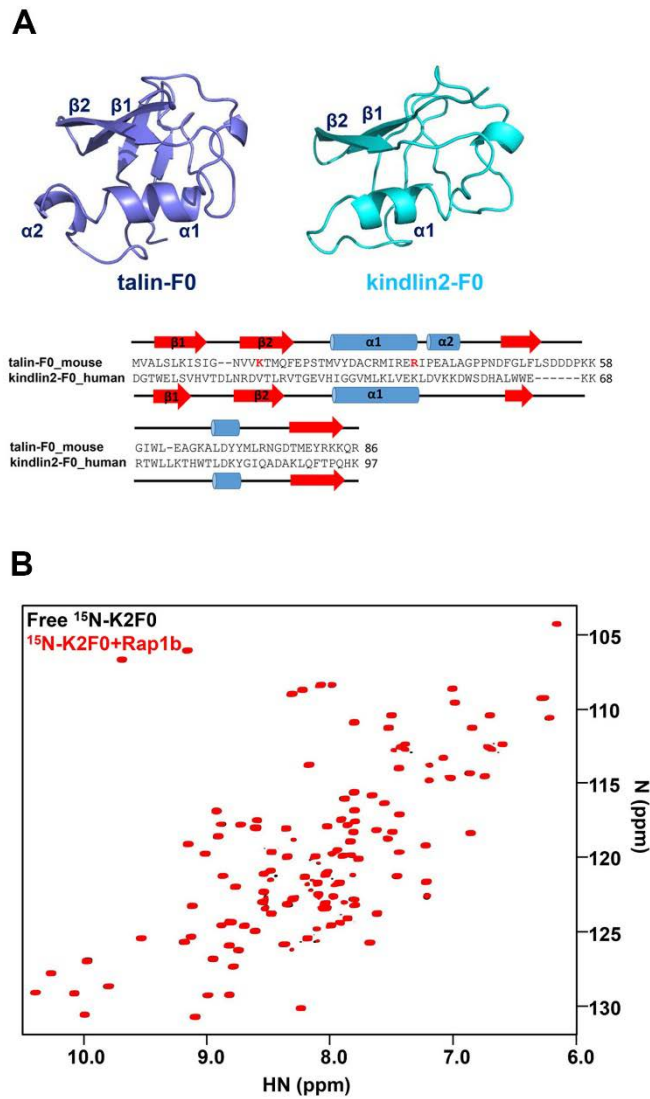 A
β2 β1
α2 α1
talin-F0
β2 β1
α1
kindlin2-F0
β1 β2 α1 α2
talin-F0_mouse MVALSLKISIG--NVVKTMQFEPSTMVYDACRMIRERIPEALAGPPNDFGLFLSDDDPKK 58
kindlin2-F0_human DGTWELSVHVTDLNRDVTLRVTGEVHIGGVMLKLVEKLDVKKDWSDHALWWE------KK 68
β1 β2 α1
talin-F0_mouse GIWL-EAGKALDYYMLRNGDTMEYRKKQR 86
kindlin2-F0_human RTWLLKTHWTLDKYGIQADAKLQFTPQHK 97
B
Free ¹⁵N-K2F0
¹⁵N-K2F0+Rap1b
105
110
115
120
125
130
N (ppm)
10.0 9.0 8.0 7.0 6.0
HN (ppm)